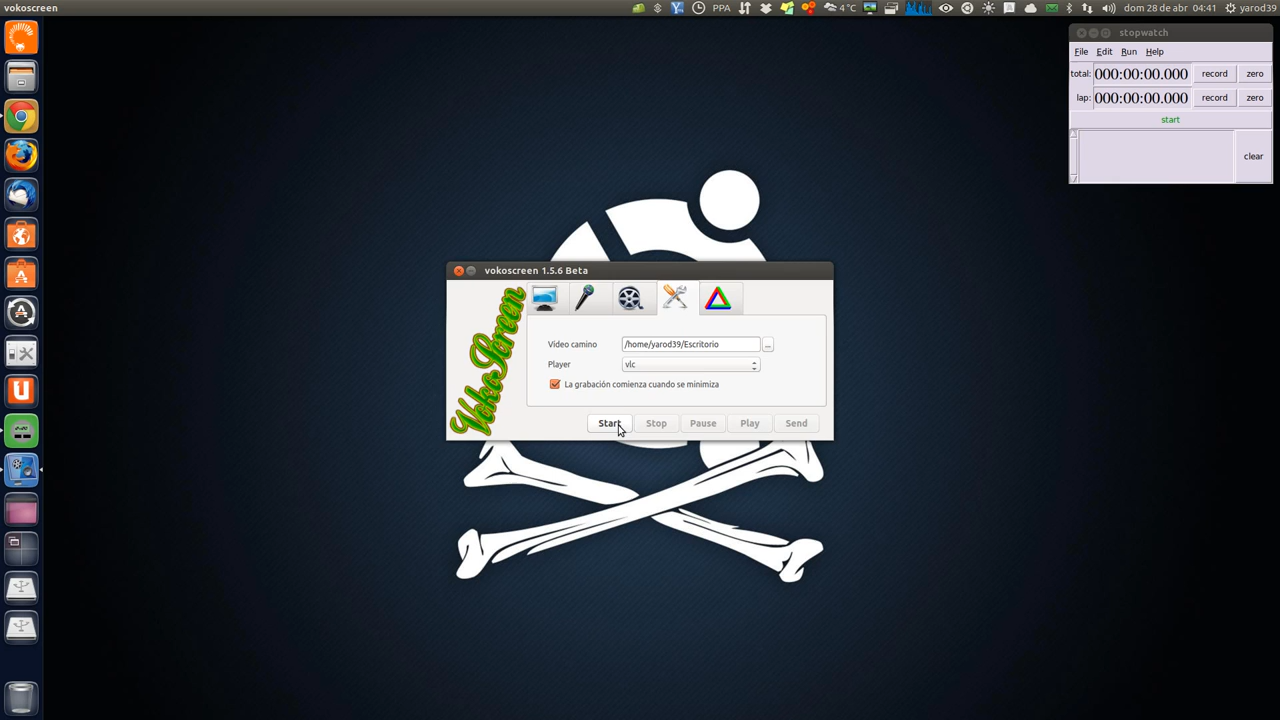 vokoscreen
PPA
4 °C
dom 28 de abr
04:41
yarod39
stopwatch
File Edit Run Help
total: 000:00:00.000 record zero
lap: 000:00:00.000 record zero
start
clear
vokoscreen 1.5.6 Beta
VokoScreen
Vídeo camino /home/yarod39/Escritorio ...
Player vlc
La grabación comienza cuando se minimiza
Start Stop Pause Play Send